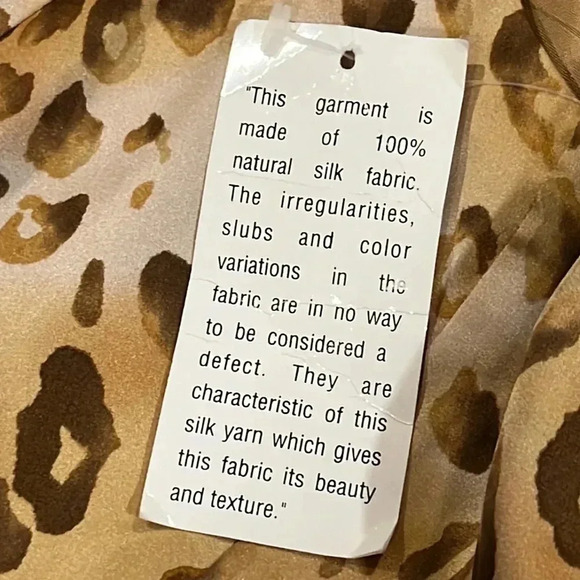 "This garment is
made of 100%
natural silk fabric.
The irregularities,
slubs and color
variations in the
fabric are in no way
to be considered a
defect. They are
characteristic of this
silk yarn which gives
this fabric its beauty
and texture."